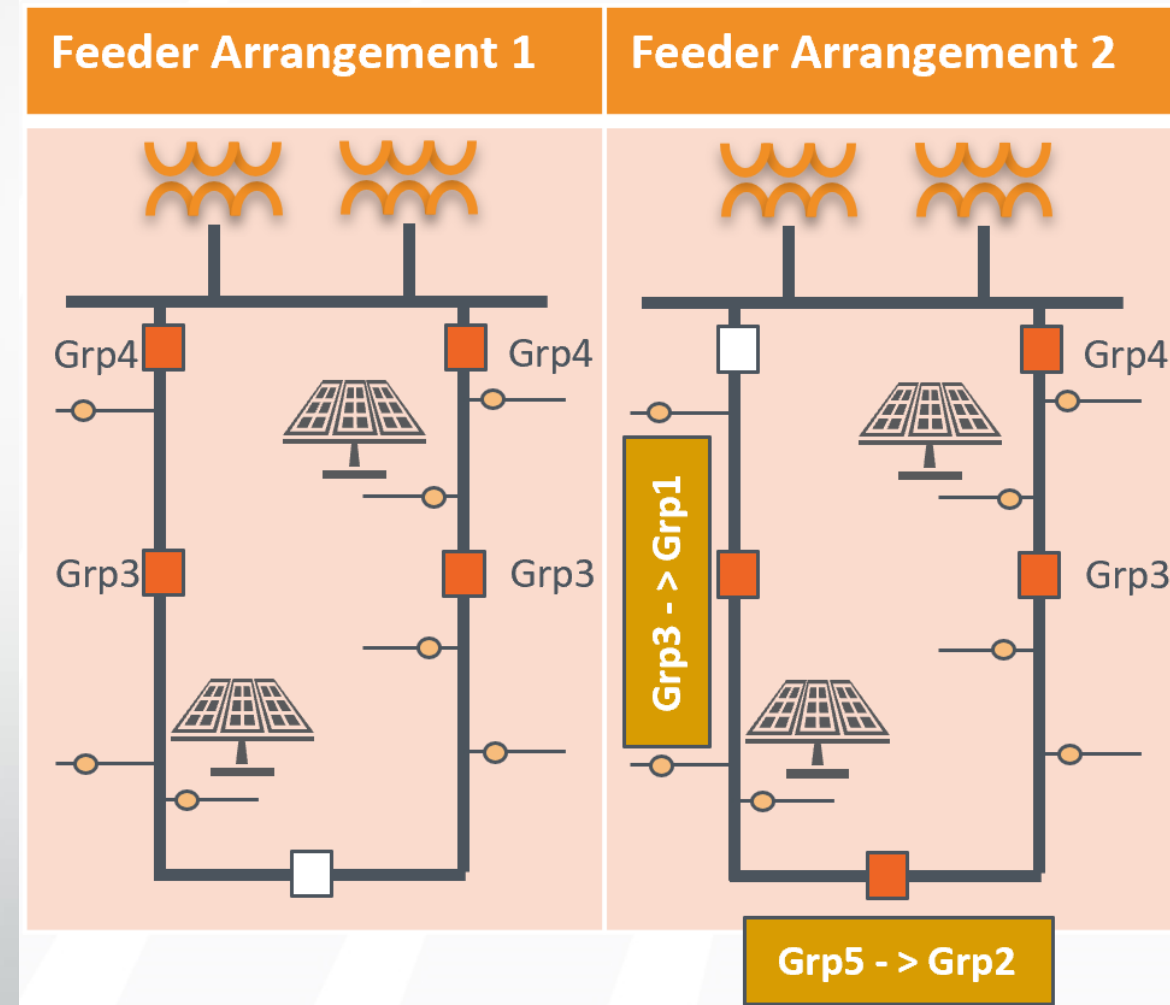 Feeder Arrangement 1
Feeder Arrangement 2
Grp4
Grp4
Grp3
Grp3
Grp4
Grp3 - > Grp1
Grp3
Grp5 - > Grp2